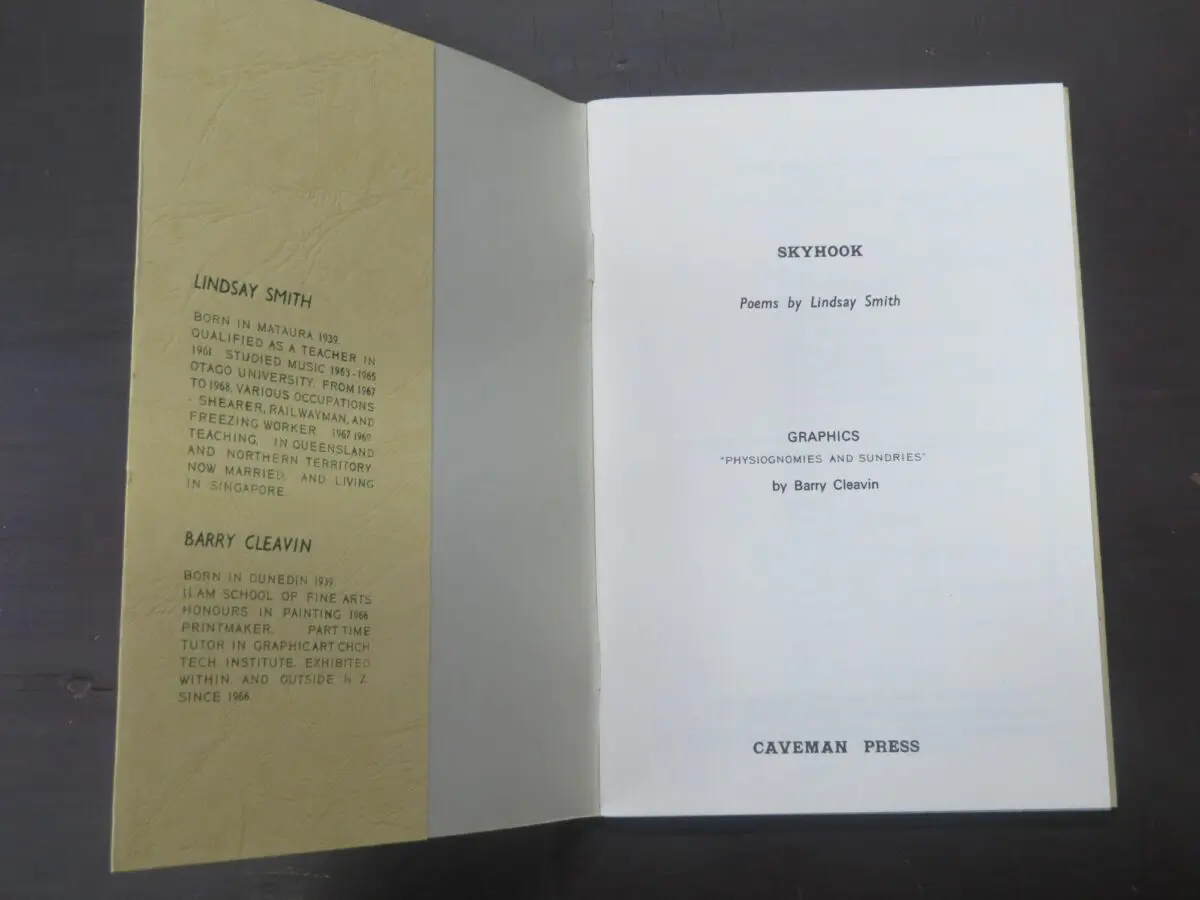 LINDSAY SMITH
BORN IN MATAURA 1939.
QUALIFIED AS A TEACHER IN
1961. STUDIED MUSIC 1963-1965
OTAGO UNIVERSITY. FROM 1967
TO 1968, VARIOUS OCCUPATIONS
- SHEARER, RAILWAYMAN, AND
FREEZING WORKER. 1967 1969
TEACHING, IN QUEENSLAND
AND NORTHERN TERRITORY.
NOW MARRIED, AND LIVING
IN SINGAPORE.
BARRY CLEAVIN
BORN IN DUNEDIN 1939.
ILAM SCHOOL OF FINE ARTS
HONOURS IN PAINTING 1966
PRINTMAKER. PART TIME
TUTOR IN GRAPHIC ART CHCH
TECH INSTITUTE. EXHIBITED
WITHIN AND OUTSIDE N Z
SINCE 1966
SKYHOOK
Poems by Lindsay Smith
GRAPHICS
"PHYSIOGNOMIES AND SUNDRIES"
by Barry Cleavin
CAVEMAN PRESS